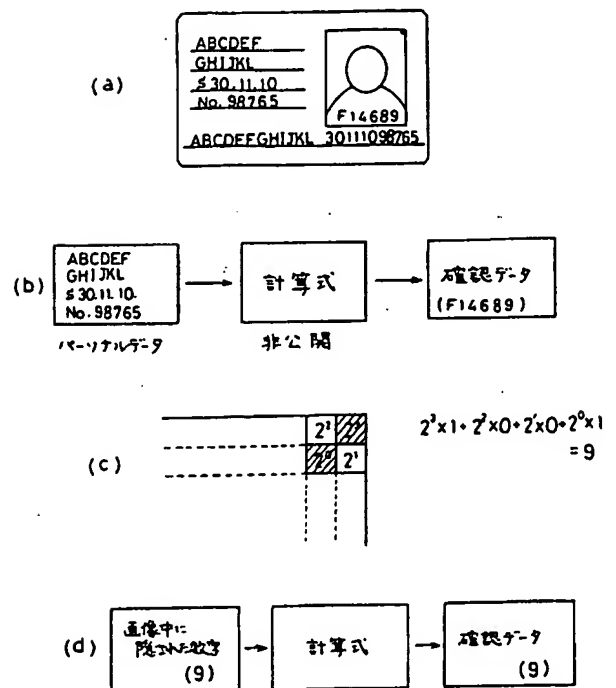 (a)
ABCDEF
GHIJKL
S30.11.10
No. 98765
F14689
ABCDEFGHIJKL 30111098765
(b)
ABCDEF
GHIJKL
S30.11.10.
No. 98765
パーソナルデータ
計算式
非公開
確認データ
(F14689)
(c)
2² 2³
2⁰ 2¹
2³×1+2²×0+2¹×0+2⁰×1
=9
(d)
画像中に
隠された数字
(9)
計算式
確認データ
(9)